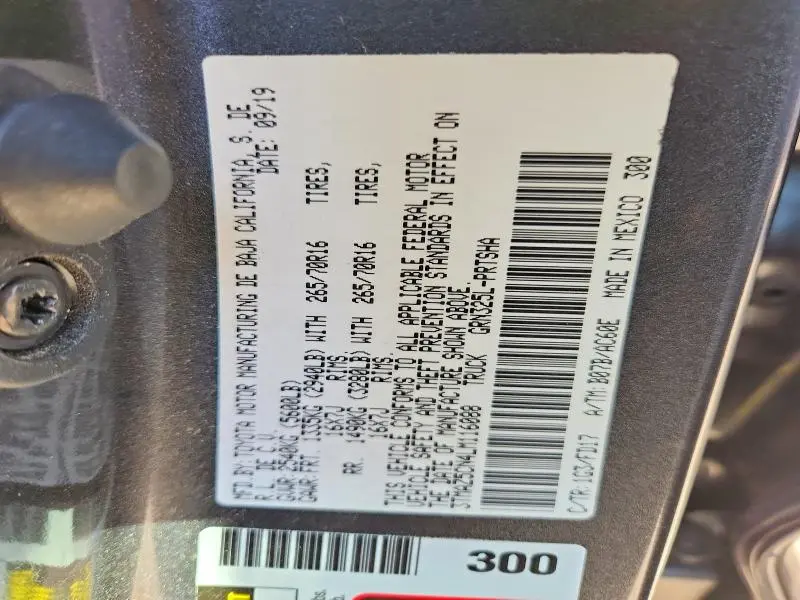 MFD.BY:TOYOTA MOTOR MANUFACTURING DE BAJA CALIFORNIA, S. DE
R.L. DE C.V. DATE: 09/19
GVWR 2540KG (5600LB)
GAWR FRT. 1335KG (2940LB) WITH 265/70R16 TIRES,
16X7J RIMS.
RR. 1490KG (3280LB) WITH 265/70R16 TIRES,
16X7J RIMS.
THIS VEHICLE CONFORMS TO ALL APPLICABLE FEDERAL MOTOR
VEHICLE SAFETY AND THEFT PREVENTION STANDARDS IN EFFECT ON
THE DATE OF MANUFACTURE SHOWN ABOVE.
TRUCK GRN325L-PRTSHA
C/TR:1G3/FD17 A/TM:B07B/AC60E MADE IN MEXICO 300
300